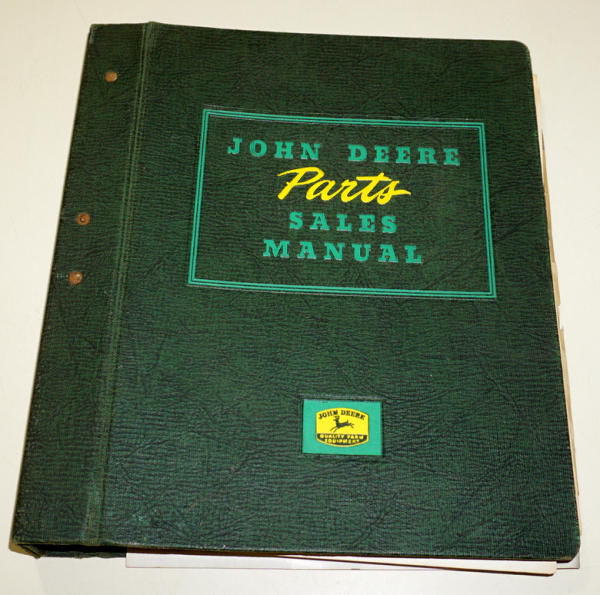 JOHN DEERE
Parts
SALES
MANUAL
JOHN DEERE
QUALITY FARM
EQUIPMENT